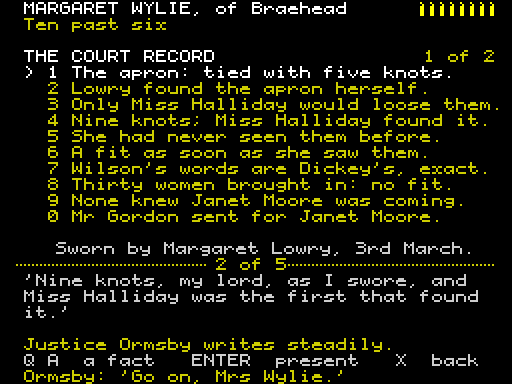 MARGARET WYLIE, of Braehead
Ten past six
THE COURT RECORD 1 of 2
> 1 The apron: tied with five knots.
2 Lowry found the apron herself.
3 Only Miss Halliday would loose them.
4 Nine knots; Miss Halliday found it.
5 She had never seen them before.
6 A fit as soon as she saw them.
7 Wilson's words are Dickey's, exact.
8 Thirty women brought in: no fit.
9 None knew Janet Moore was coming.
0 Mr Gordon sent for Janet Moore.
Sworn by Margaret Lowry, 3rd March.
2 of 5
'Nine knots, my lord, as I swore, and
Miss Halliday was the first that found
it.'
Justice Ormsby writes steadily.
Q A a fact ENTER present X back
Ormsby: 'Go on, Mrs Wylie.'